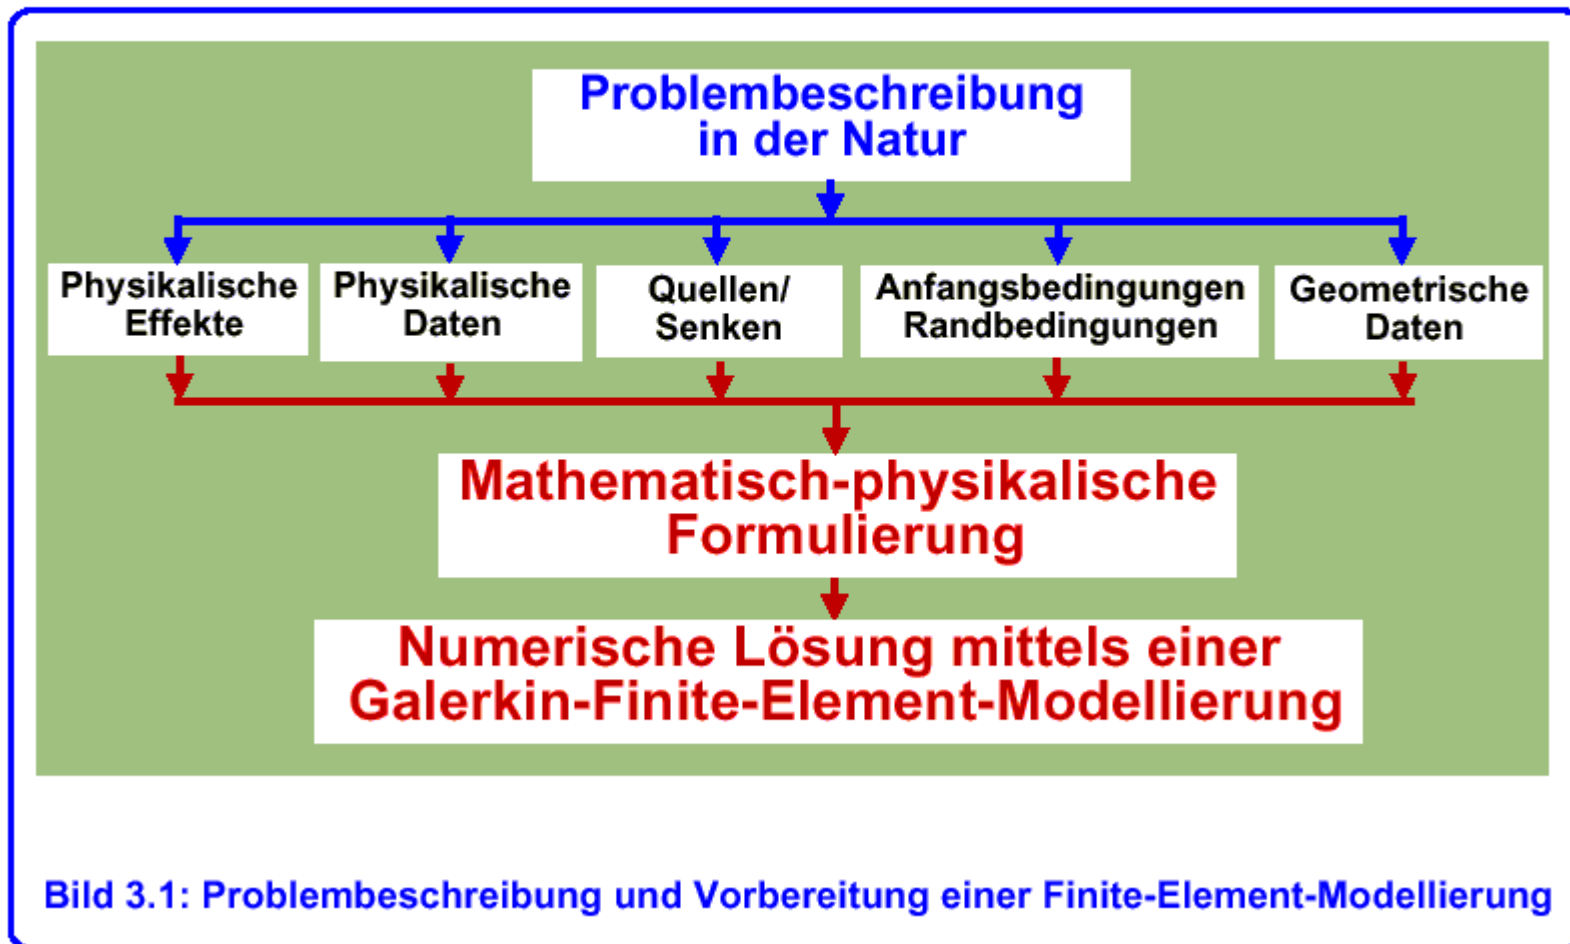 Problembeschreibung
in der Natur
Physikalische
Effekte
Physikalische
Daten
Quellen/
Senken
Anfangsbedingungen
Randbedingungen
Geometrische
Daten
Mathematisch-physikalische
Formulierung
Numerische Lösung mittels einer
Galerkin-Finite-Element-Modellierung
Bild 3.1: Problembeschreibung und Vorbereitung einer Finite-Element-Modellierung